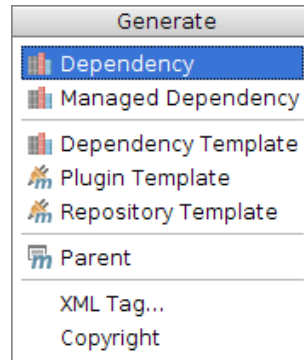 Generate
Dependency
Managed Dependency
Dependency Template
Plugin Template
Repository Template
Parent
XML Tag...
Copyright